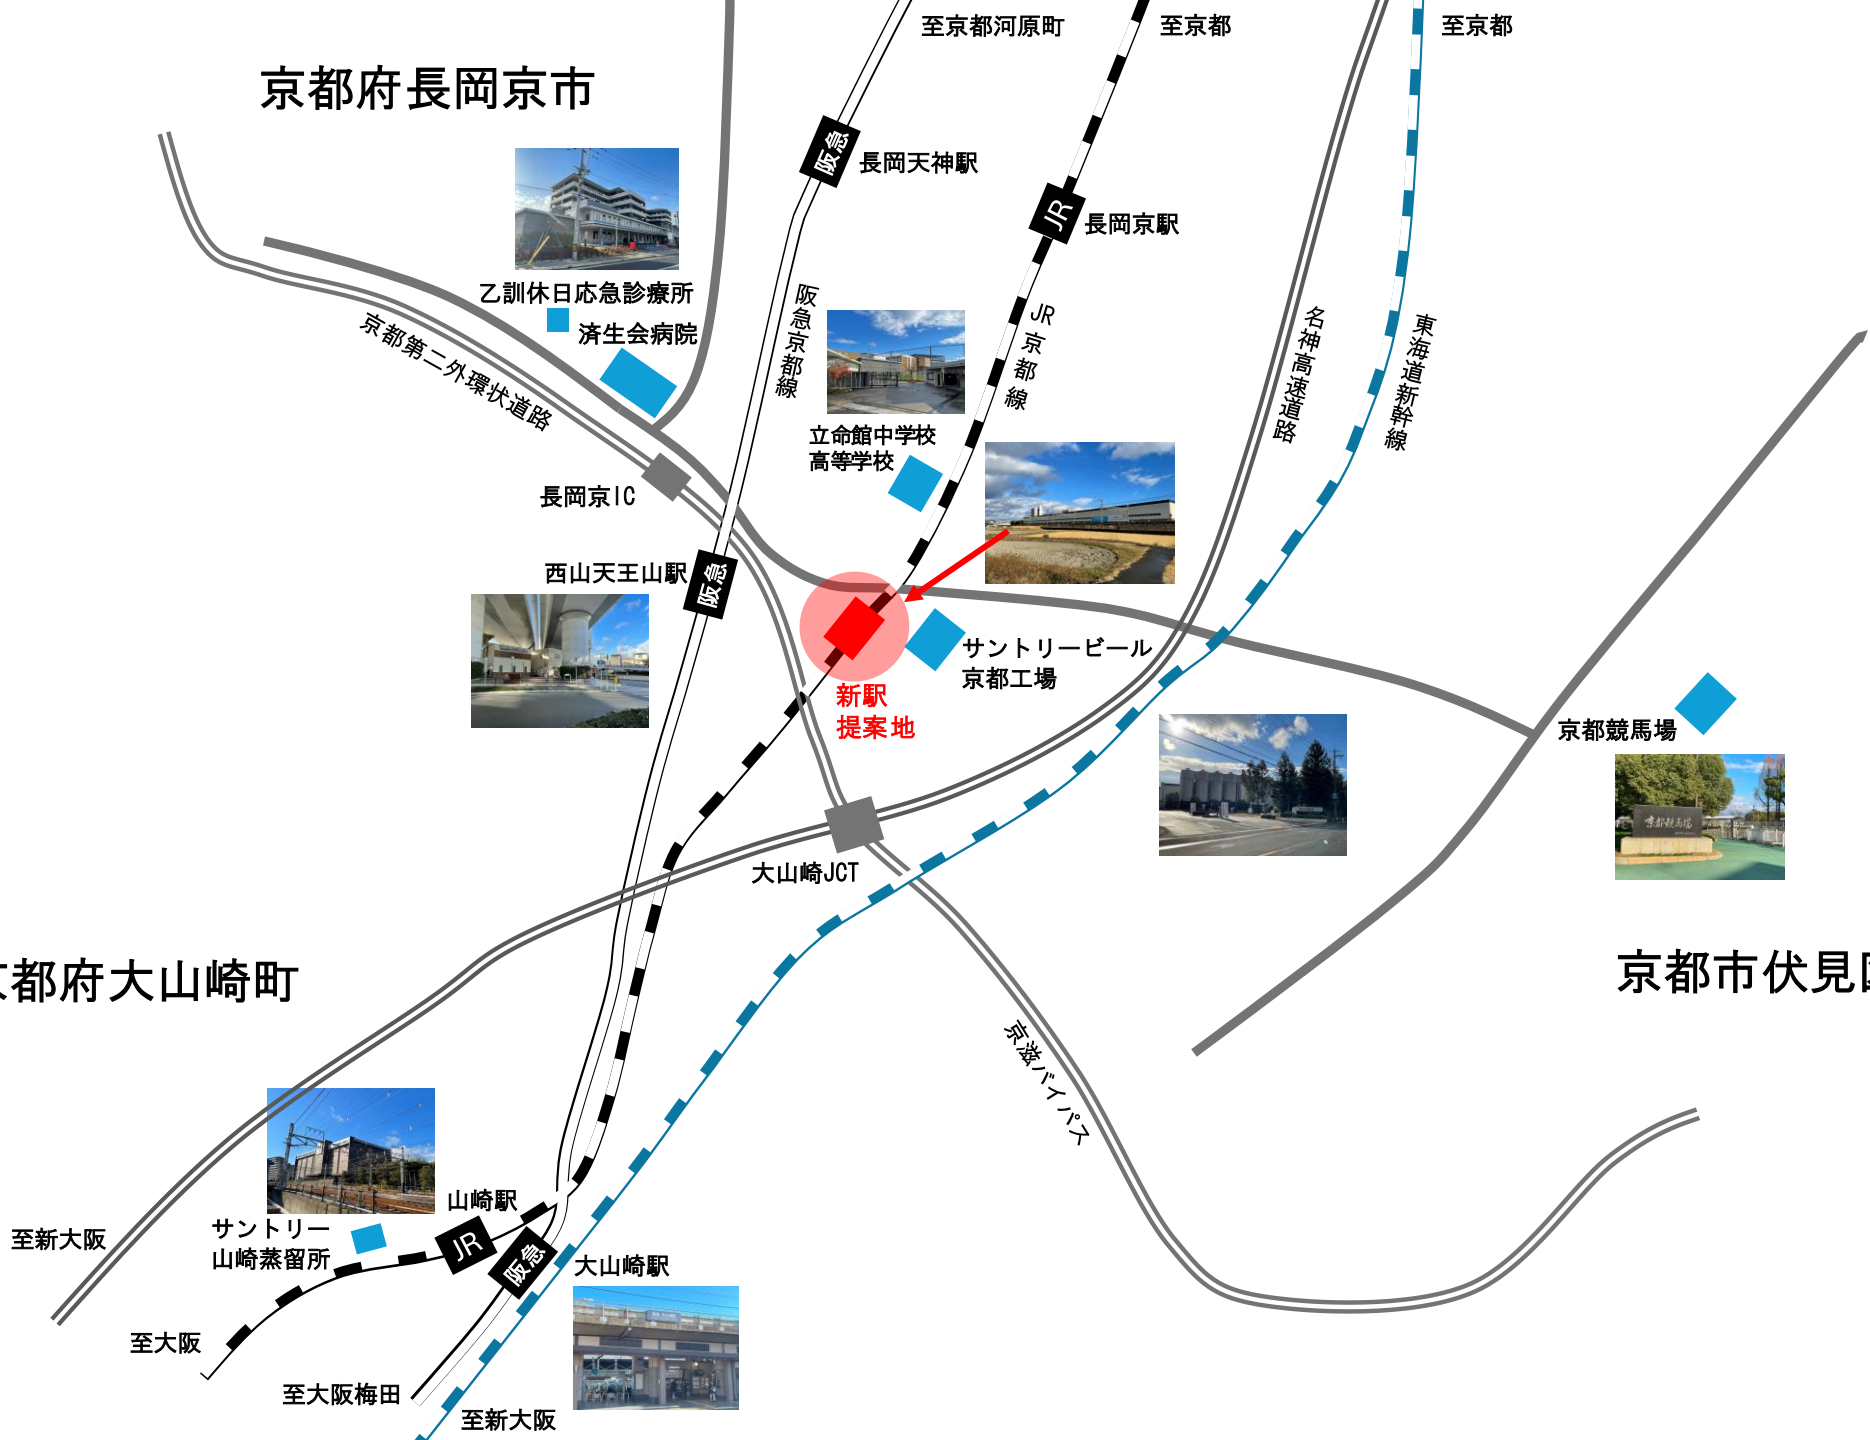 至京都河原町
至京都
至京都
京都府長岡京市
阪急
長岡天神駅
JR
長岡京駅
乙訓休日応急診療所
済生会病院
京都第二外環状道路
阪急京都線
JR京都線
名神高速道路
東海道新幹線
立命館中学校
高等学校
長岡京IC
西山天王山駅
阪急
サントリービール
京都工場
新駅
提案地
京都競馬場
京都競馬場
大山崎JCT
都府大山崎町
京都市伏見
京滋バイパス
山崎駅
JR
サントリー
山崎蒸留所
阪急
大山崎駅
至新大阪
至大阪
至大阪梅田
至新大阪